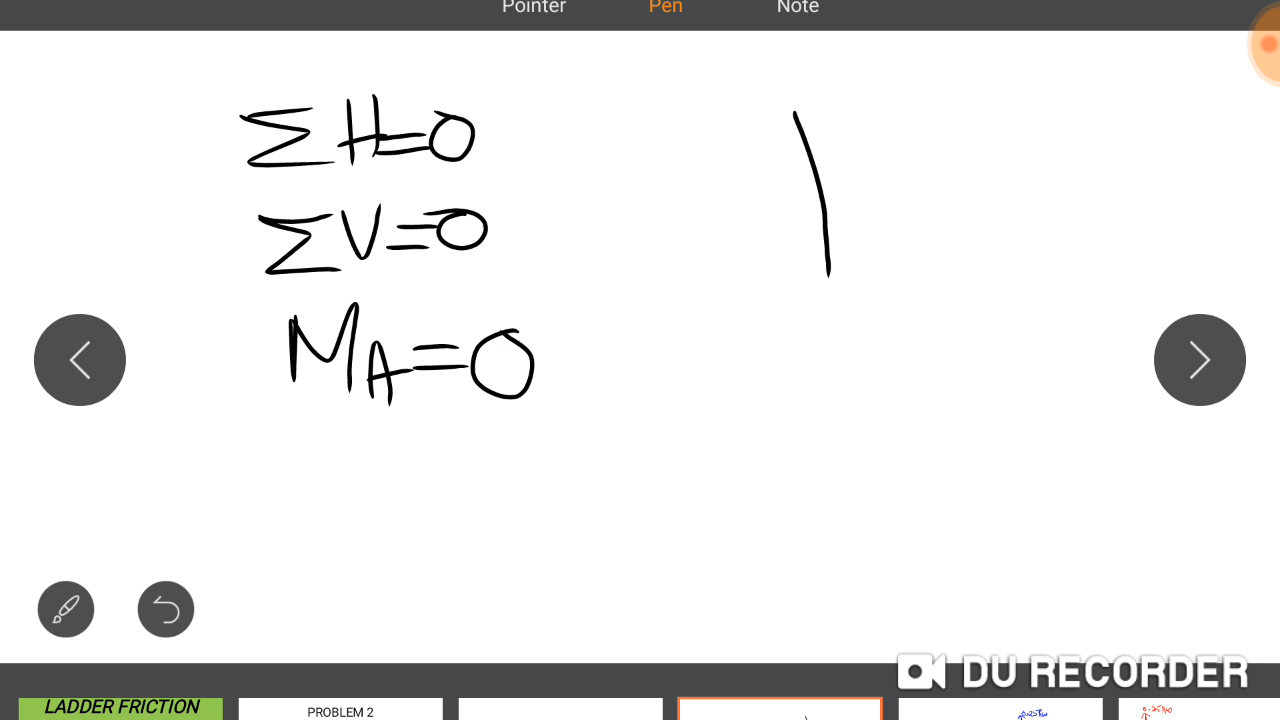 Pointer Pen Note
ΣH=0
ΣV=0
MA=0
DU RECORDER
LADDER FRICTION
PROBLEM 2